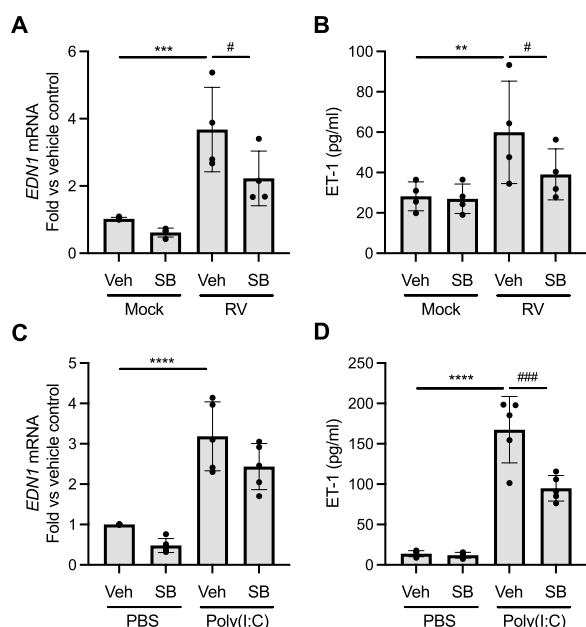 A
EDN1 mRNA
Fold vs vehicle control
6
4
2
0
***
#
Veh
SB
Veh
SB
Mock
RV
B
ET-1 (pg/ml)
100
80
60
40
20
0
**
#
Veh
SB
Veh
SB
Mock
RV
C
EDN1 mRNA
Fold vs vehicle control
5
4
3
2
1
0
****
Veh
SB
Veh
SB
PBS
Poly(I:C)
D
ET-1 (pg/ml)
250
200
150
100
50
0
****
###
Veh
SB
Veh
SB
PBS
Poly(I:C)